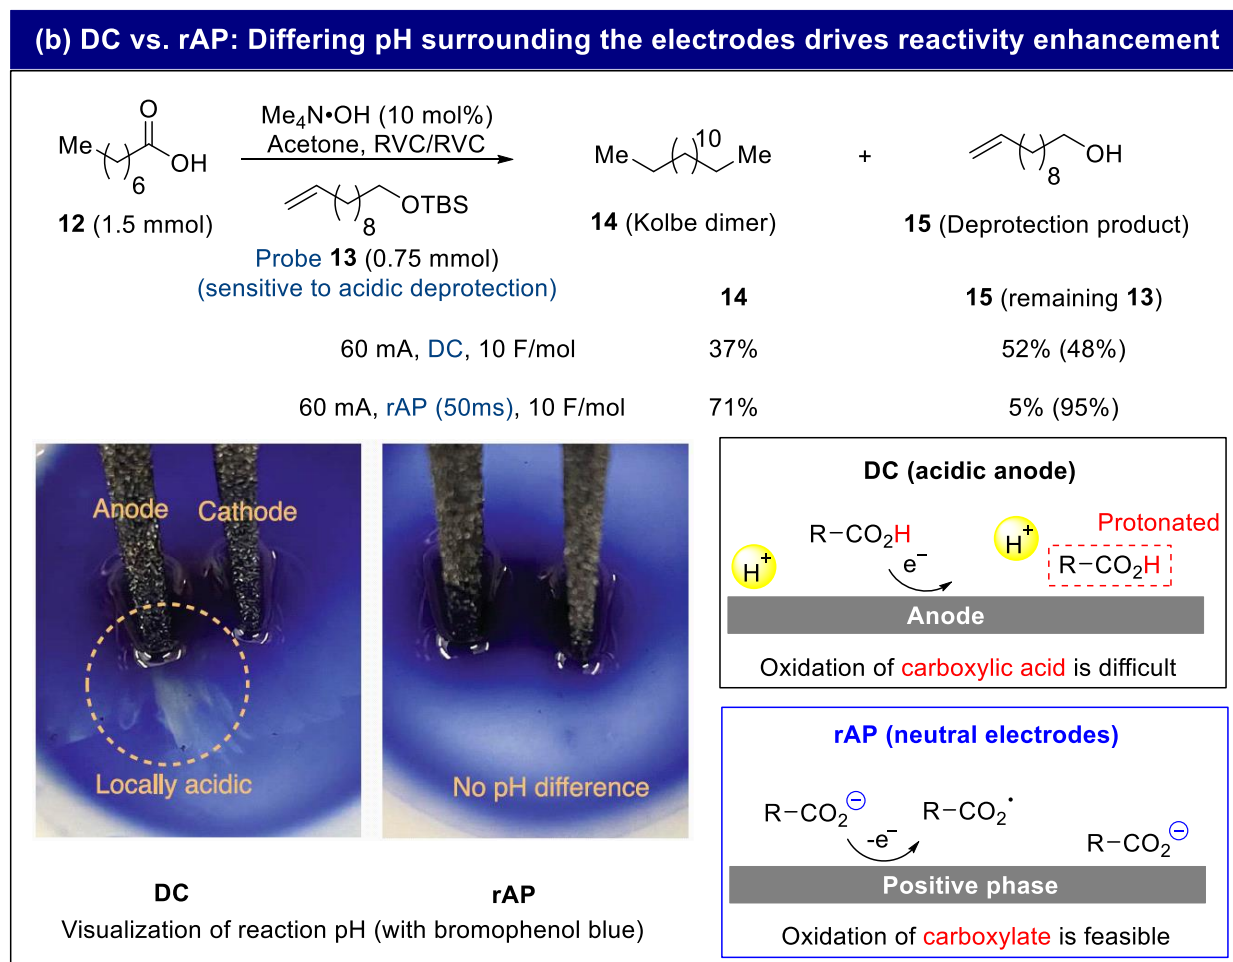 (b) DC vs. rAP: Differing pH surrounding the electrodes drives reactivity enhancement
Me
6
O
OH
12 (1.5 mmol)
Me₄N•OH (10 mol%)
Acetone, RVC/RVC
8
OTBS
Probe 13 (0.75 mmol)
(sensitive to acidic deprotection)
Me
10
Me
14 (Kolbe dimer)
+
8
OH
15 (Deprotection product)
14
15 (remaining 13)
60 mA, DC, 10 F/mol
37%
52% (48%)
60 mA, rAP (50ms), 10 F/mol
71%
5% (95%)
Anode
Cathode
Locally acidic
No pH difference
DC
rAP
Visualization of reaction pH (with bromophenol blue)
DC (acidic anode)
H⁺
R–CO₂H
e⁻
H⁺
Protonated
R–CO₂H
Anode
Oxidation of carboxylic acid is difficult
rAP (neutral electrodes)
R–CO₂⊖
-e⁻
R–CO₂•
R–CO₂⊖
Positive phase
Oxidation of carboxylate is feasible